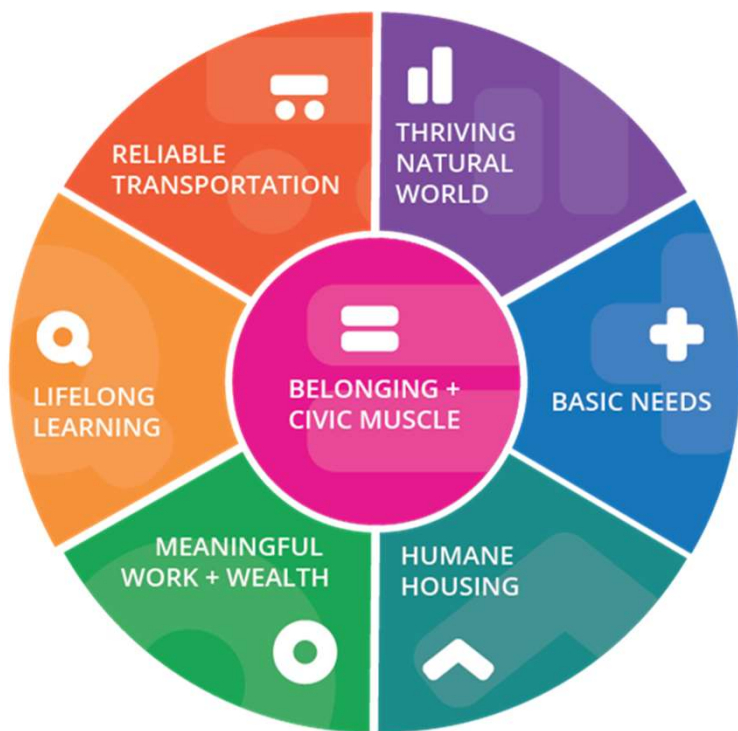 THRIVING
NATURAL
WORLD
BASIC NEEDS
HUMANE
HOUSING
MEANINGFUL
WORK + WEALTH
LIFELONG
LEARNING
RELIABLE
TRANSPORTATION
BELONGING +
CIVIC MUSCLE